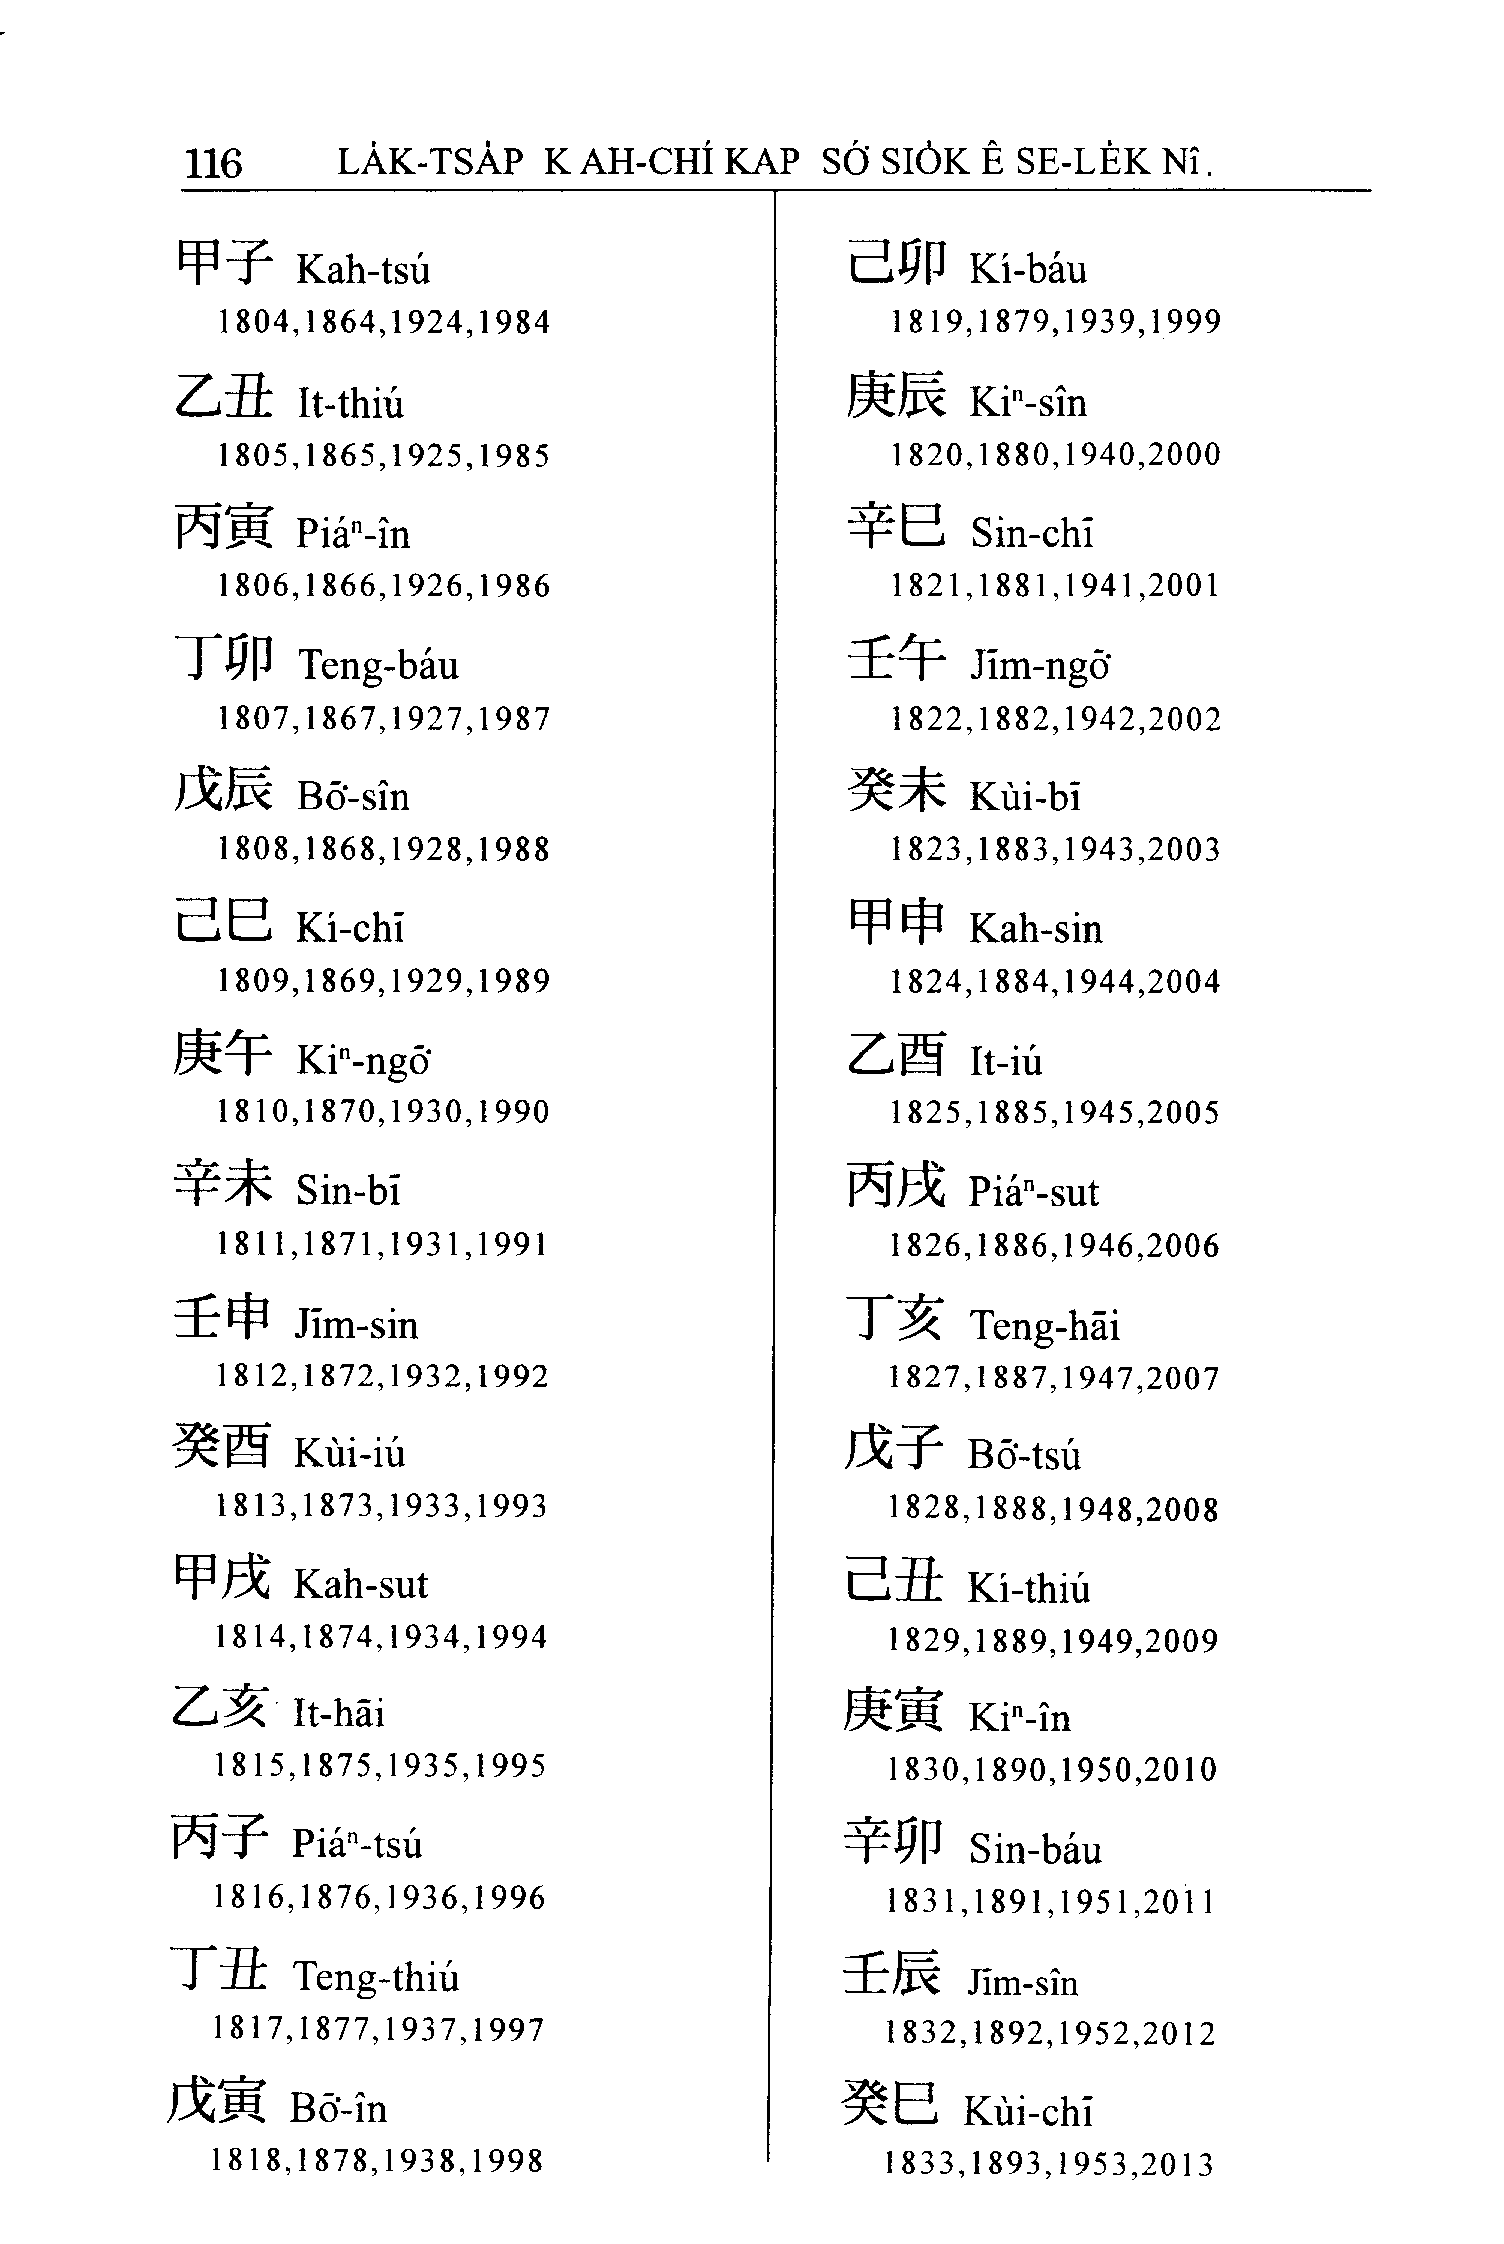 116 LA̍K-TSA̍P KAH-CHÍ KAP SÓ͘ SIO̍K Ê SE-LE̍K Nî.
甲子 Kah-tsú
1804,1864,1924,1984
乙丑 It-thiú
1805,1865,1925,1985
丙寅 Piáⁿ-în
1806,1866,1926,1986
丁卯 Teng-báu
1807,1867,1927,1987
戊辰 Bō͘-sîn
1808,1868,1928,1988
己巳 Kí-chī
1809,1869,1929,1989
庚午 Kiⁿ-ngō͘
1810,1870,1930,1990
辛未 Sin-bī
1811,1871,1931,1991
壬申 Jīm-sin
1812,1872,1932,1992
癸酉 Kùi-iú
1813,1873,1933,1993
甲戌 Kah-sut
1814,1874,1934,1994
乙亥 It-hāi
1815,1875,1935,1995
丙子 Piáⁿ-tsú
1816,1876,1936,1996
丁丑 Teng-thiú
1817,1877,1937,1997
戊寅 Bō͘-în
1818,1878,1938,1998
己卯 Kí-báu
1819,1879,1939,1999
庚辰 Kiⁿ-sîn
1820,1880,1940,2000
辛巳 Sin-chī
1821,1881,1941,2001
壬午 Jīm-ngō͘
1822,1882,1942,2002
癸未 Kùi-bī
1823,1883,1943,2003
甲申 Kah-sin
1824,1884,1944,2004
乙酉 It-iú
1825,1885,1945,2005
丙戌 Piáⁿ-sut
1826,1886,1946,2006
丁亥 Teng-hāi
1827,1887,1947,2007
戊子 Bō͘-tsú
1828,1888,1948,2008
己丑 Kí-thiú
1829,1889,1949,2009
庚寅 Kiⁿ-în
1830,1890,1950,2010
辛卯 Sin-báu
1831,1891,1951,2011
壬辰 Jīm-sîn
1832,1892,1952,2012
癸巳 Kùi-chī
1833,1893,1953,2013